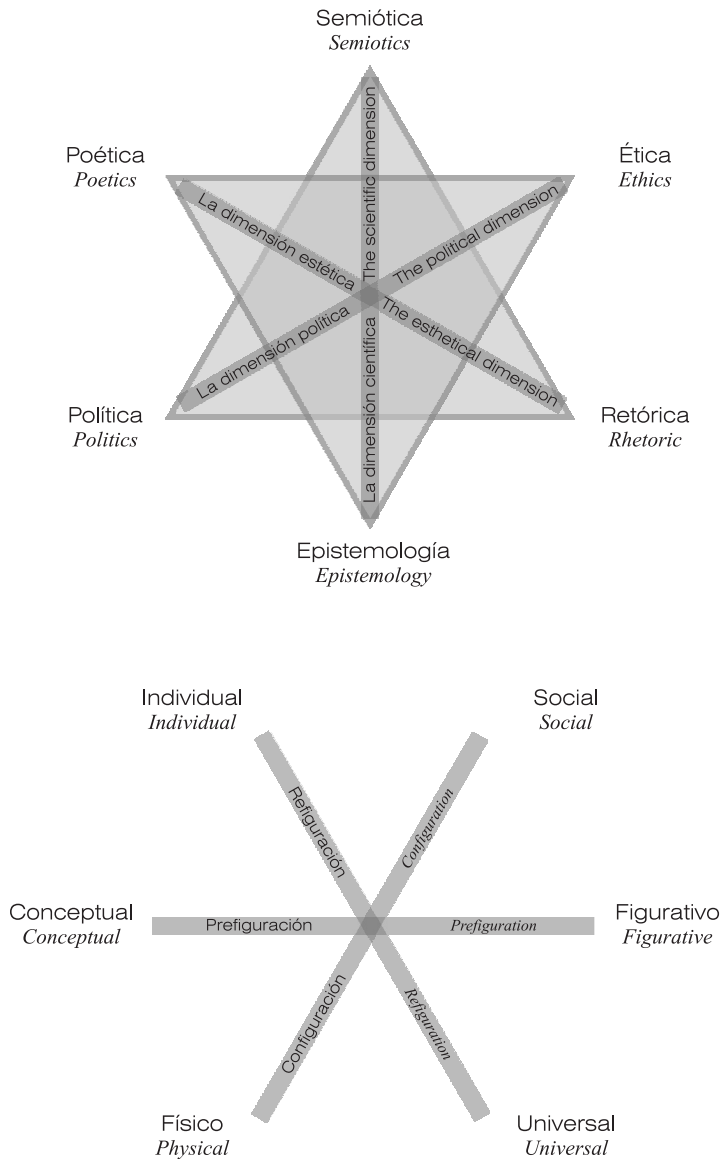 Semiótica
Semiotics
Poética
Poetics
Ética
Ethics
La dimensión estética
The scientific dimension
The political dimension
La dimensión política
La dimensión científica
The esthetical dimension
Política
Politics
Retórica
Rhetoric
Epistemología
Epistemology
Individual
Individual
Social
Social
Refiguración
Configuration
Conceptual
Conceptual
Prefiguración
Prefiguration
Figurativo
Figurative
Configuración
Refiguration
Físico
Physical
Universal
Universal